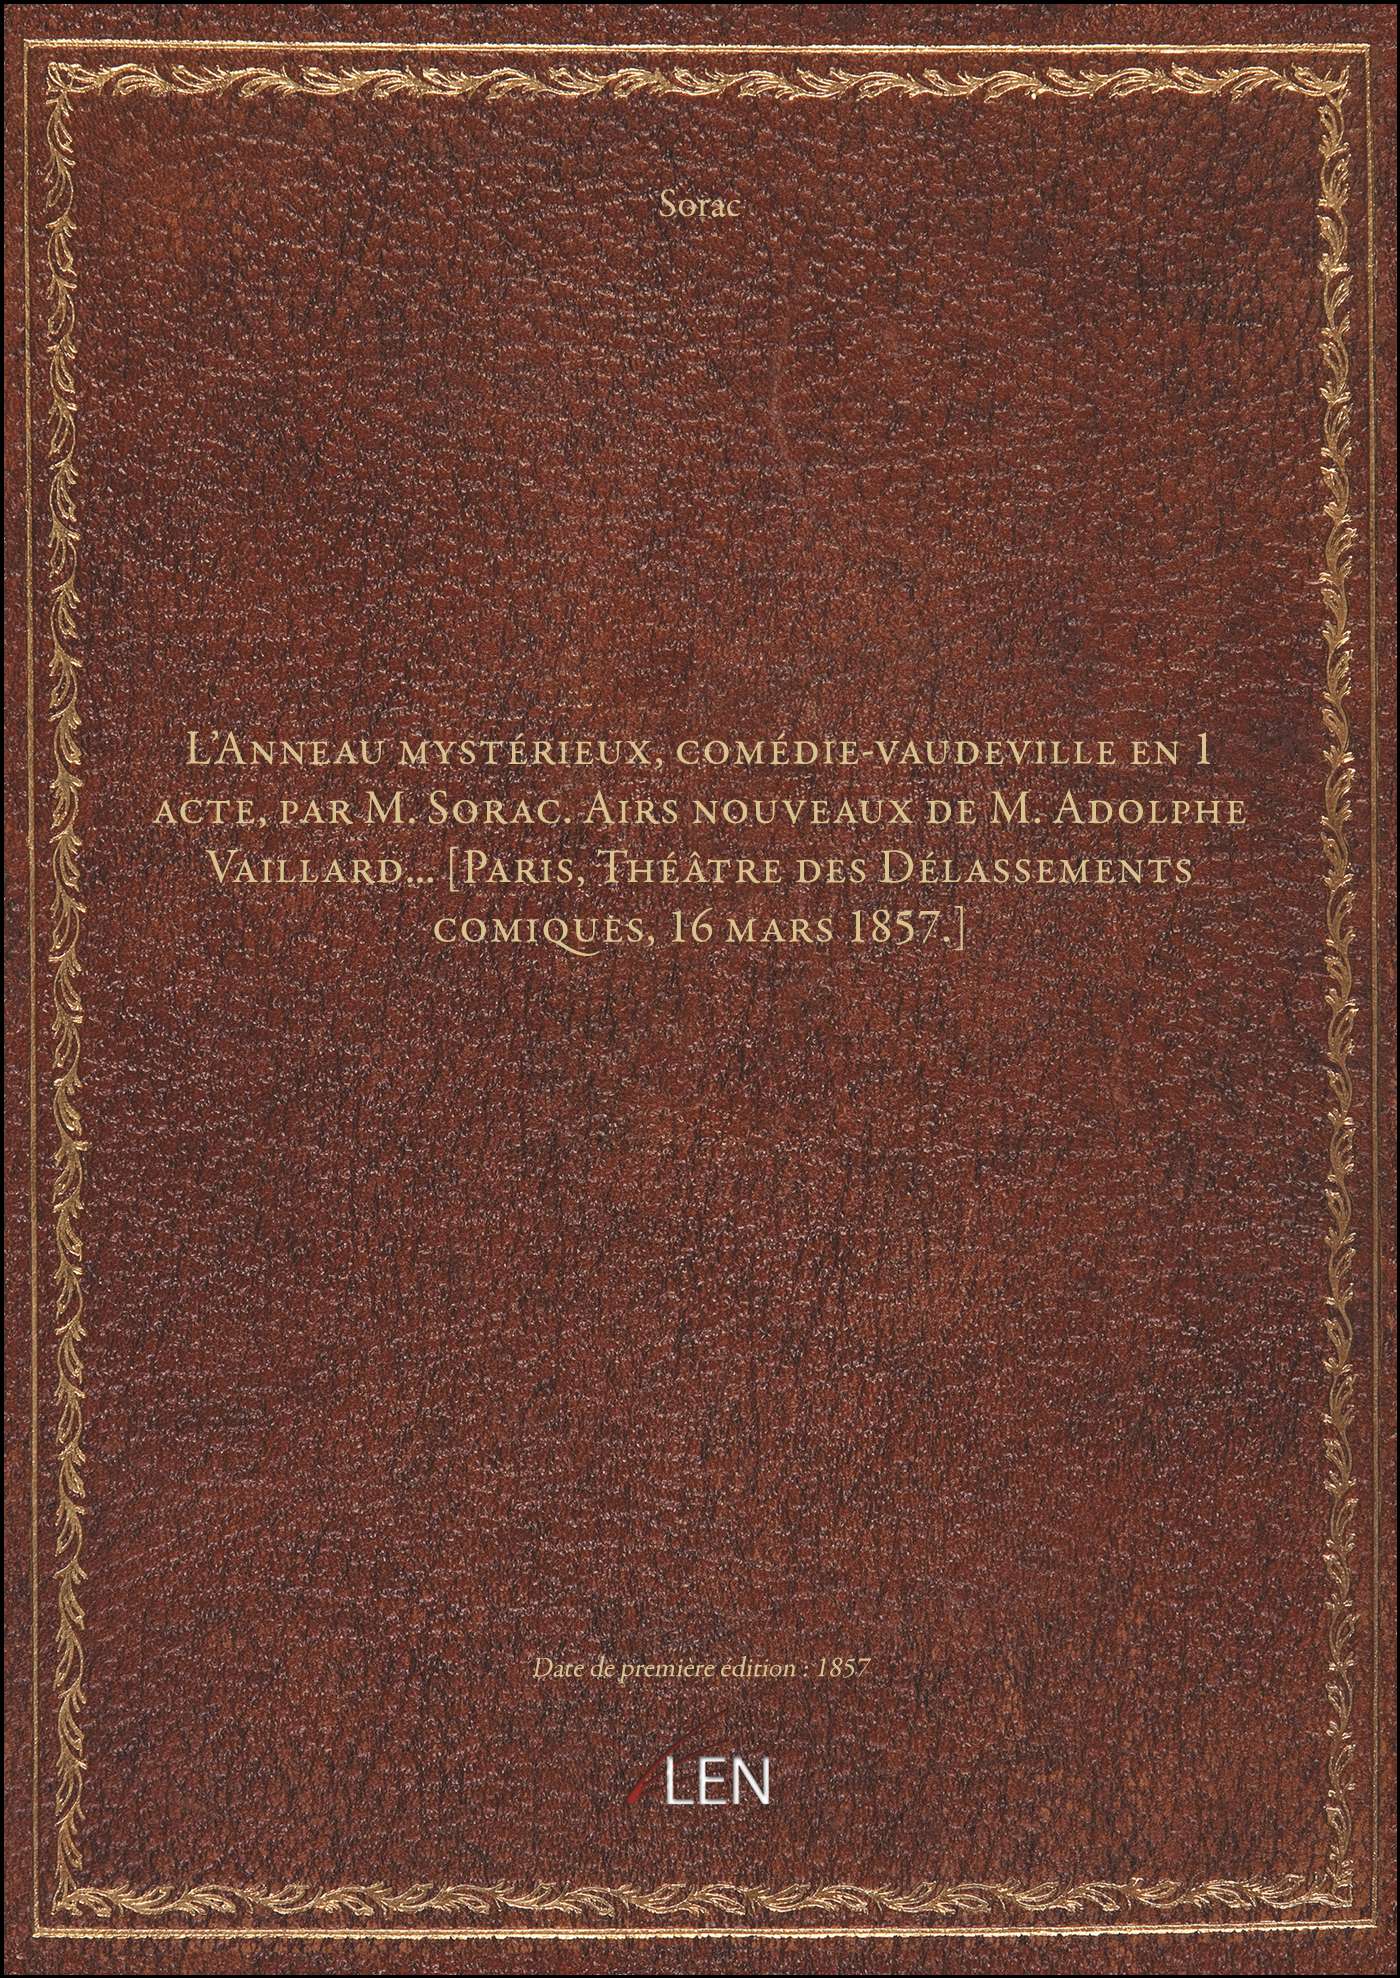 Sorac
L'Anneau mystérieux, comédie-vaudeville en 1
acte, par M. Sorac. Airs nouveaux de M. Adolphe
Vaillard... [Paris, Théâtre des Délassements
comiques, 16 mars 1857.]
Date de première édition : 1857
LEN